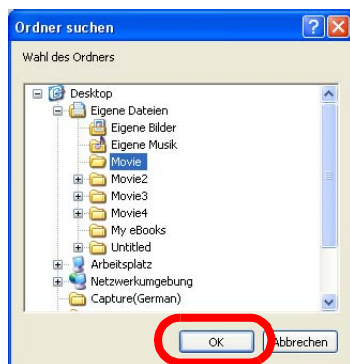 Ordner suchen
Wahl des Ordners
Desktop
Eigene Dateien
Eigene Bilder
Eigene Musik
Movie
Movie2
Movie3
Movie4
My eBooks
Untitled
Arbeitsplatz
Netzwerkumgebung
Capture(German)
OK Abbrechen